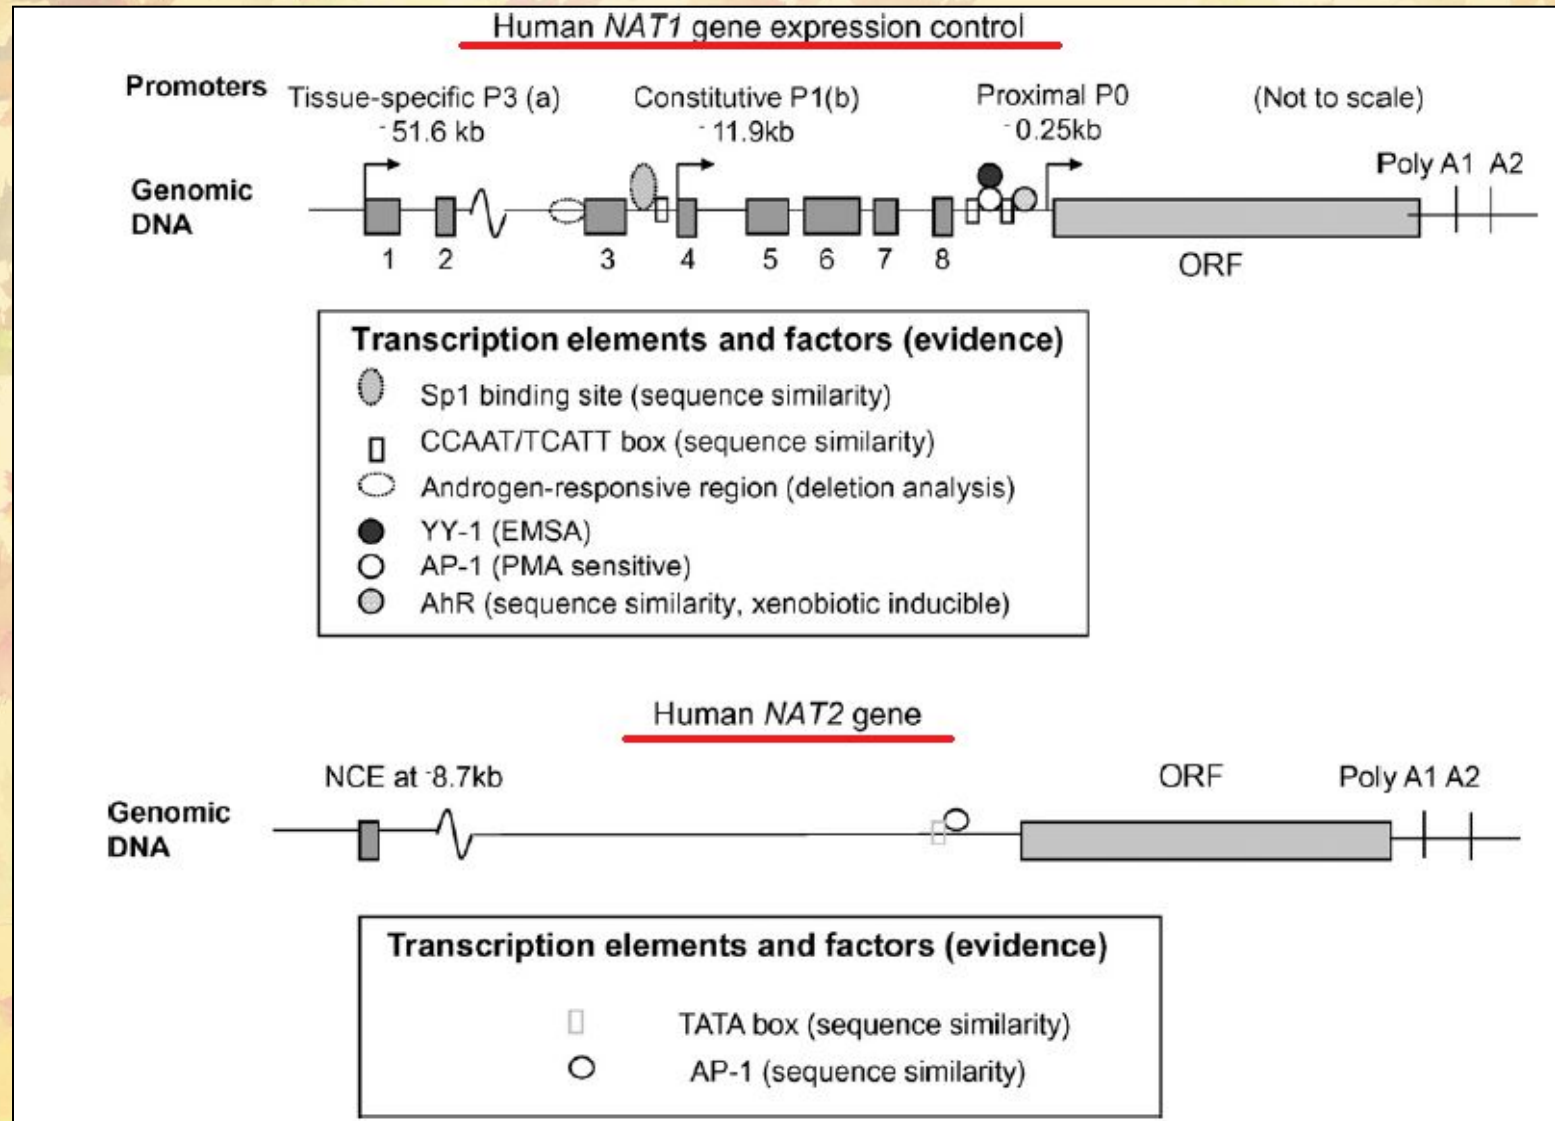 Human NAT1 gene expression control
Promoters Tissue-specific P3 (a) Constitutive P1(b) Proximal P0 (Not to scale)
-51.6 kb -11.9kb -0.25kb
Poly A1 A2
Genomic
DNA
1 2 3 4 5 6 7 8 ORF
Transcription elements and factors (evidence)
Sp1 binding site (sequence similarity)
CCAAT/TCATT box (sequence similarity)
Androgen-responsive region (deletion analysis)
YY-1 (EMSA)
AP-1 (PMA sensitive)
AhR (sequence similarity, xenobiotic inducible)
Human NAT2 gene
NCE at -8.7kb ORF Poly A1 A2
Genomic
DNA
Transcription elements and factors (evidence)
TATA box (sequence similarity)
AP-1 (sequence similarity)